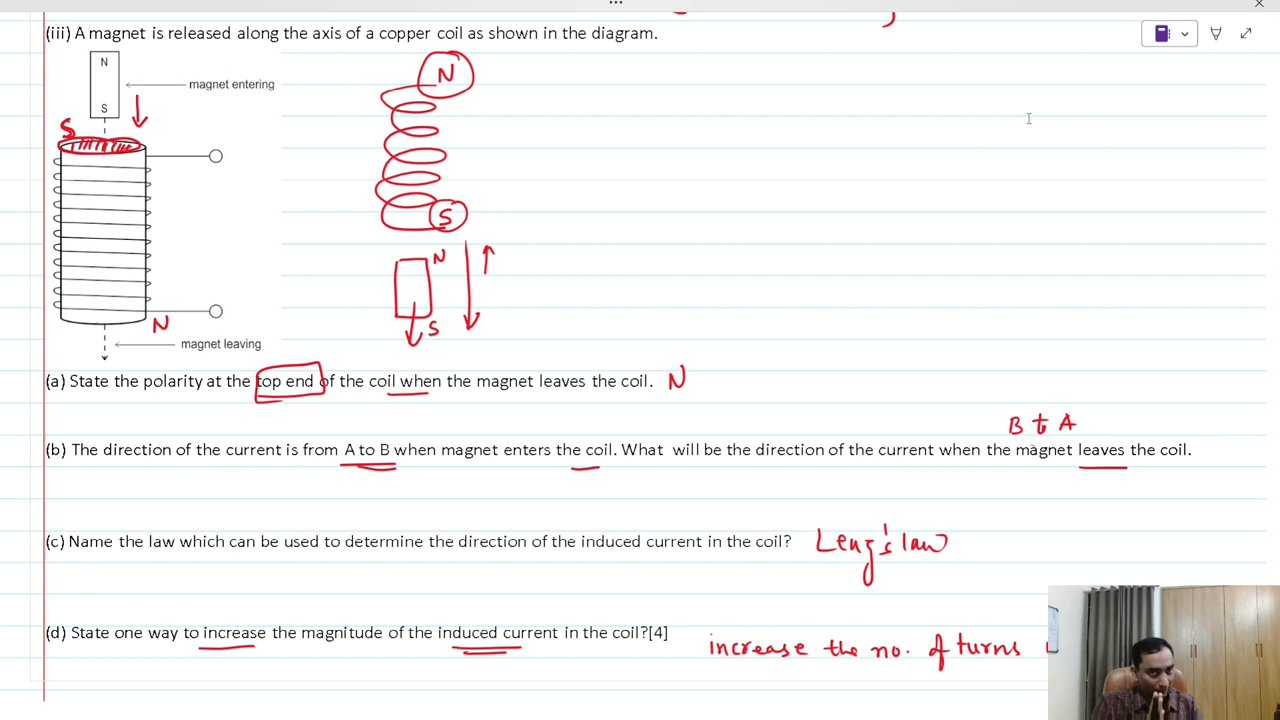 (iii) A magnet is released along the axis of a copper coil as shown in the diagram.
N
magnet entering
S
S
N
magnet leaving
N
S
N
S
(a) State the polarity at the top end of the coil when the magnet leaves the coil. N
B to A
(b) The direction of the current is from A to B when magnet enters the coil. What will be the direction of the current when the magnet leaves the coil.
(c) Name the law which can be used to determine the direction of the induced current in the coil? Lenz's law
(d) State one way to increase the magnitude of the induced current in the coil?[4]
increase the no. of turns